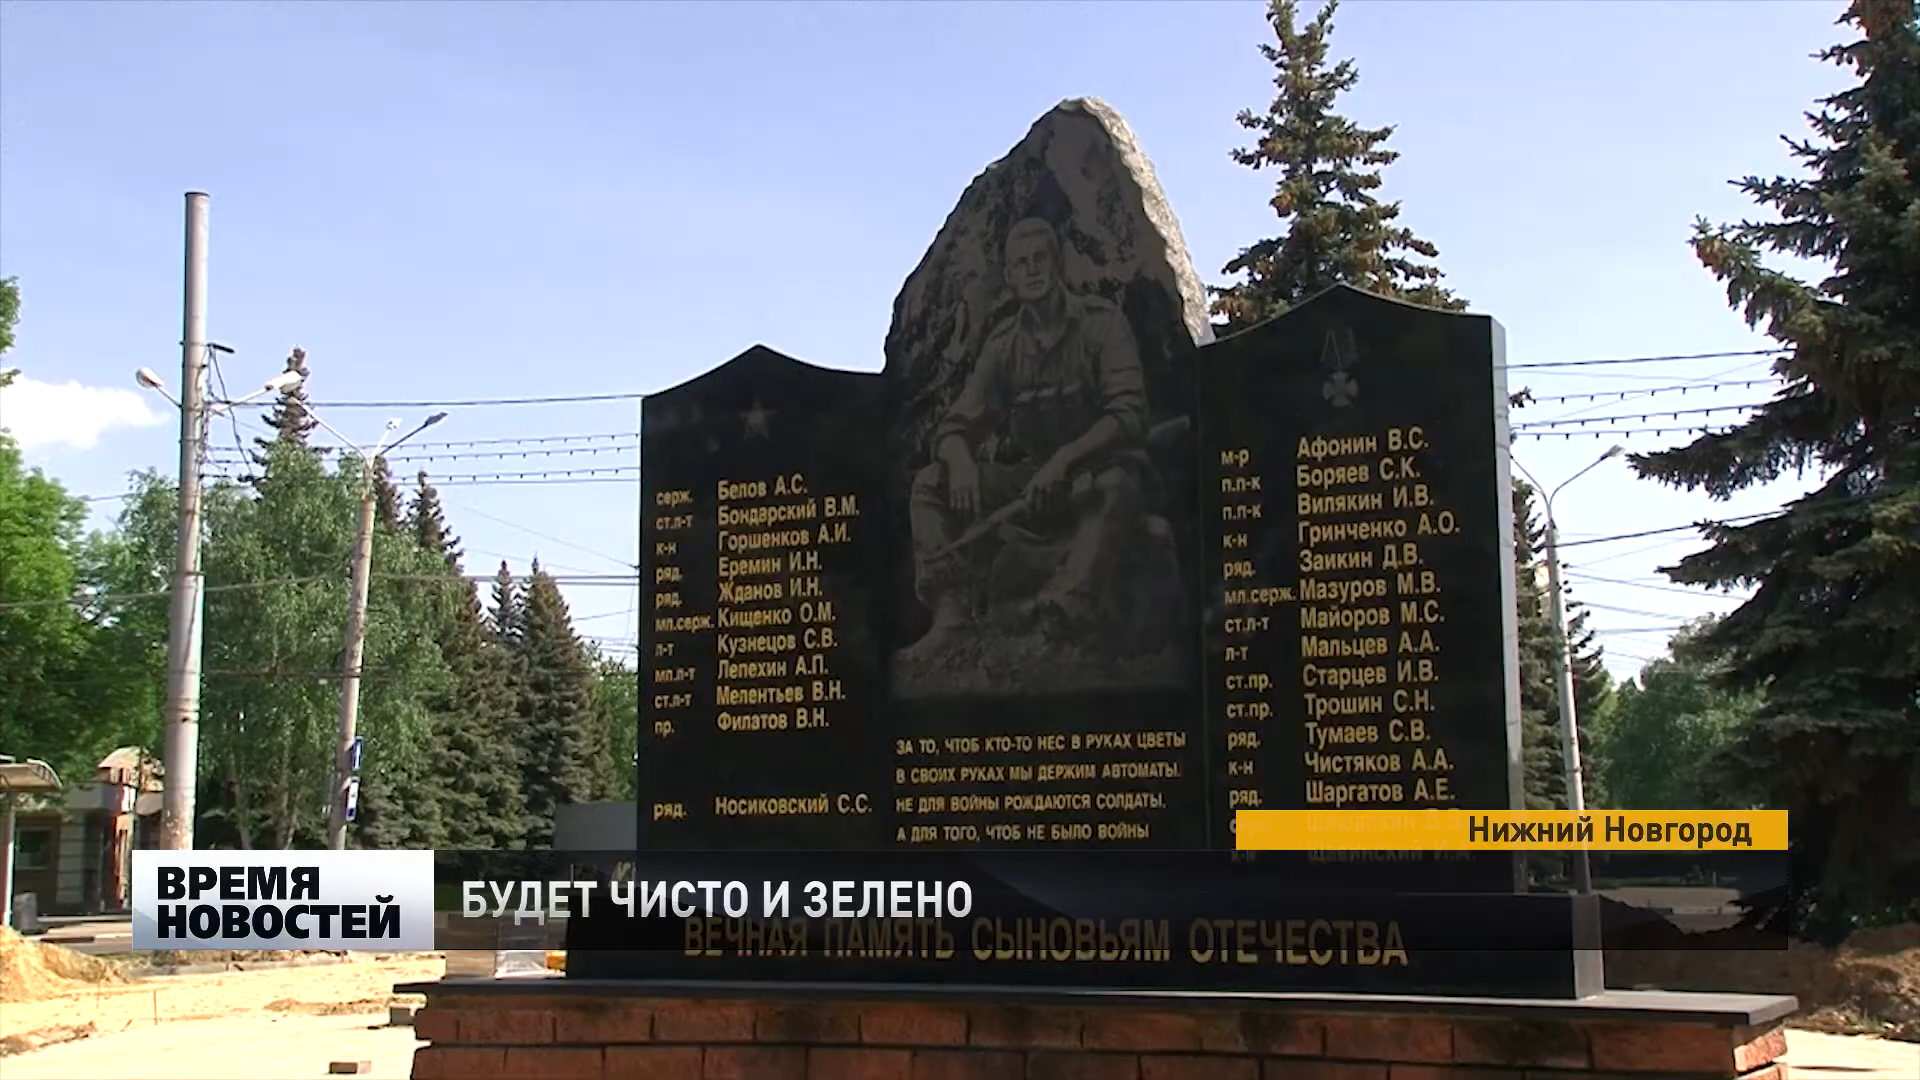 серж. Белов А.С.
ст.л-т Бондарский В.М.
к-н Горшенков А.И.
ряд. Еремин И.Н.
ряд. Жданов И.Н.
мл.серж. Кищенко О.М.
л-т Кузнецов С.В.
мл.л-т Лепехин А.П.
ст.л-т Мелентьев В.Н.
пр. Филатов В.Н.
ряд. Носиковский С.С.
ЗА ТО, ЧТОБ КТО-ТО НЕС В РУКАХ ЦВЕТЫ
В СВОИХ РУКАХ МЫ ДЕРЖИМ АВТОМАТЫ.
НЕ ДЛЯ ВОЙНЫ РОЖДАЮТСЯ СОЛДАТЫ,
А ДЛЯ ТОГО, ЧТОБ НЕ БЫЛО ВОЙНЫ
м-р Афонин В.С.
п.п-к Боряев С.К.
п.п-к Вилякин И.В.
к-н Гринченко А.О.
ряд. Заикин Д.В.
мл.серж. Мазуров М.В.
ст.л-т Майоров М.С.
л-т Мальцев А.А.
ст.пр. Старцев И.В.
ст.пр. Трошин С.Н.
ряд. Тумаев С.В.
к-н Чистяков А.А.
ряд. Шаргатов А.Е.
к-н Щавинский И.А.
Нижний Новгород
ВРЕМЯ
НОВОСТЕЙ
БУДЕТ ЧИСТО И ЗЕЛЕНО
ВЕЧНАЯ ПАМЯТЬ СЫНОВЬЯМ ОТЕЧЕСТВА